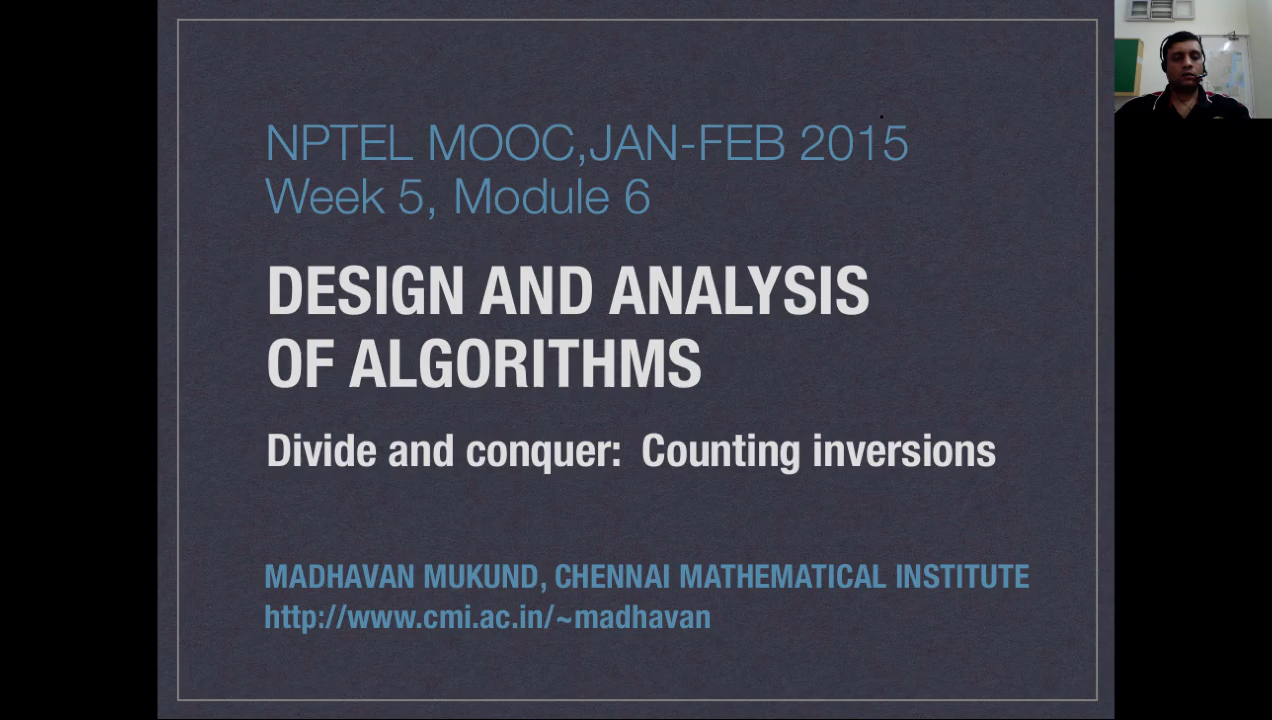 NPTEL MOOC,JAN-FEB 2015
Week 5, Module 6
DESIGN AND ANALYSIS
OF ALGORITHMS
Divide and conquer: Counting inversions
MADHAVAN MUKUND, CHENNAI MATHEMATICAL INSTITUTE
http://www.cmi.ac.in/~madhavan